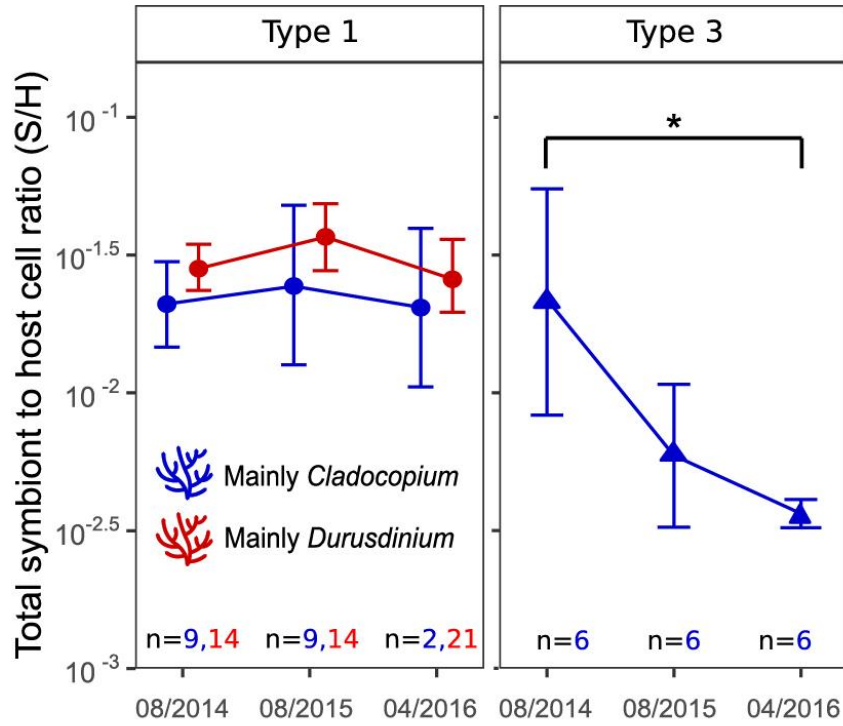 Type 1
Type 3
Total symbiont to host cell ratio (S/H)
10^-1
10^-1.5
10^-2
10^-2.5
10^-3
*
Mainly Cladocopium
Mainly Durusdinium
n=9,14
n=9,14
n=2,21
n=6
n=6
n=6
08/2014
08/2015
04/2016
08/2014
08/2015
04/2016